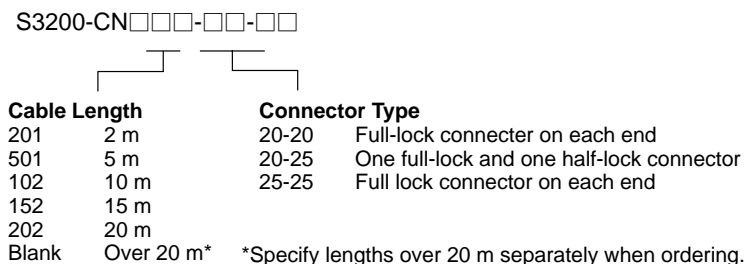 S3200-CN□□□-□□-□□
Cable Length
201 2 m
501 5 m
102 10 m
152 15 m
202 20 m
Blank Over 20 m*
Connector Type
20-20 Full-lock connecter on each end
20-25 One full-lock and one half-lock connector
25-25 Full lock connector on each end
*Specify lengths over 20 m separately when ordering.